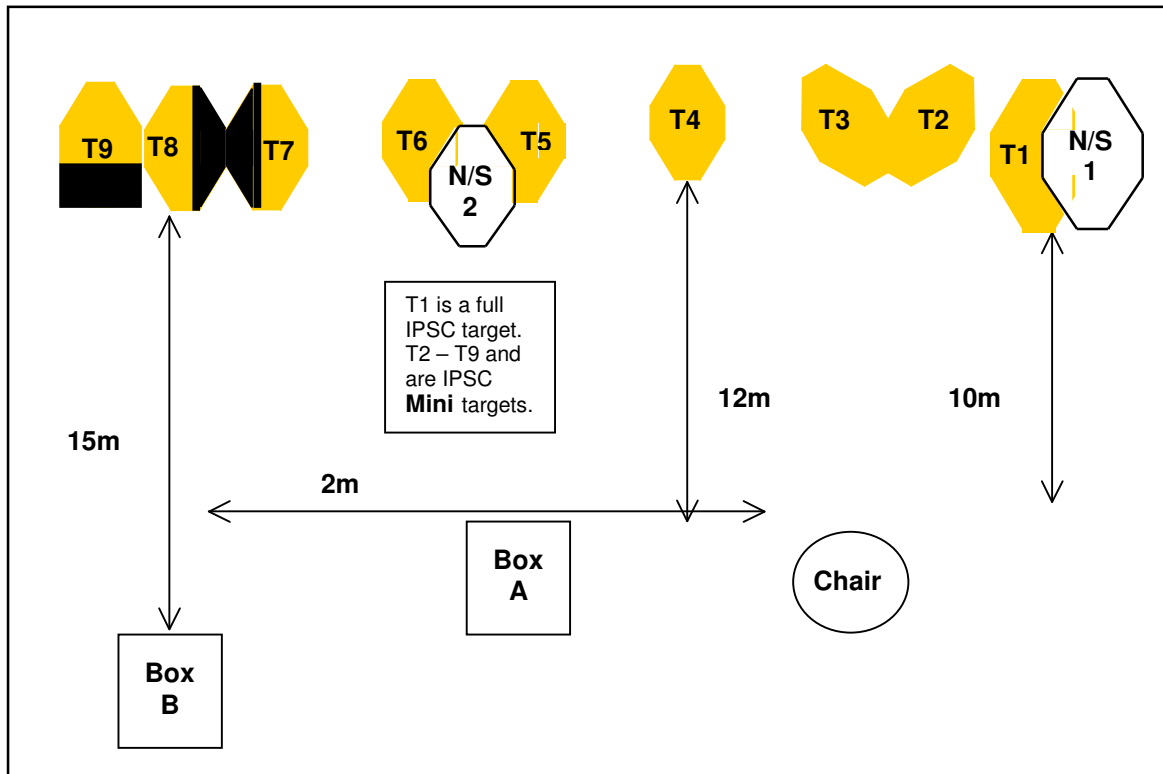 T9
T8
T7
T6
T5
N/S
2
T4
T3
T2
T1
N/S
1
T1 is a full
IPSC target.
T2 – T9 and
are IPSC
Mini targets.
15m
2m
12m
10m
Box
A
Chair
Box
B